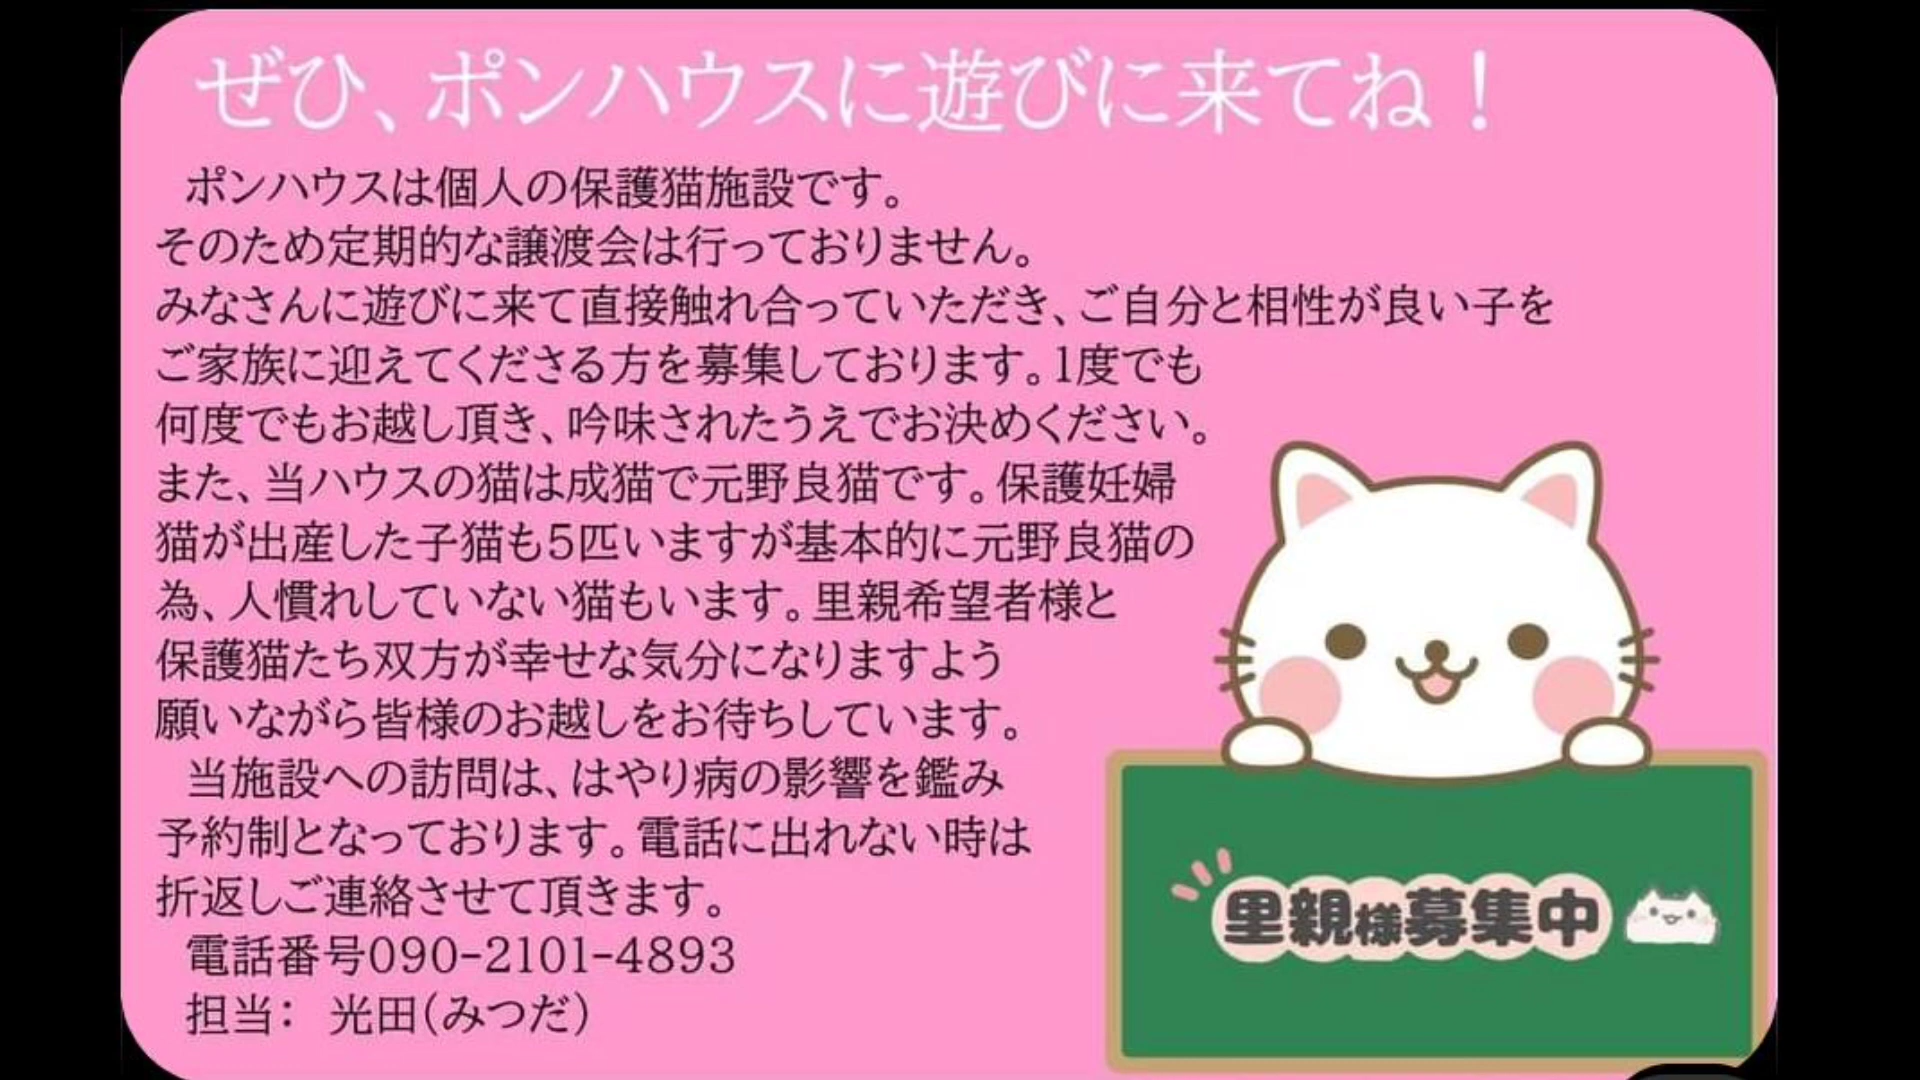 ぜひ、ポンハウスに遊びに来てね！
ポンハウスは個人の保護猫施設です。
そのため定期的な譲渡会は行っておりません。
みなさんに遊びに来て直接触れ合っていただき、ご自分と相性が良い子を
ご家族に迎えてくださる方を募集しております。1度でも
何度でもお越し頂き、吟味されたうえでお決めください。
また、当ハウスの猫は成猫で元野良猫です。保護妊婦
猫が出産した子猫も5匹いますが基本的に元野良猫の
為、人慣れしていない猫もいます。里親希望者様と
保護猫たち双方が幸せな気分になりますよう
願いながら皆様のお越しをお待ちしています。
当施設への訪問は、はやり病の影響を鑑み
予約制となっております。電話に出れない時は
折返しご連絡させて頂きます。
電話番号090-2101-4893
担当： 光田(みつだ)
里親様募集中